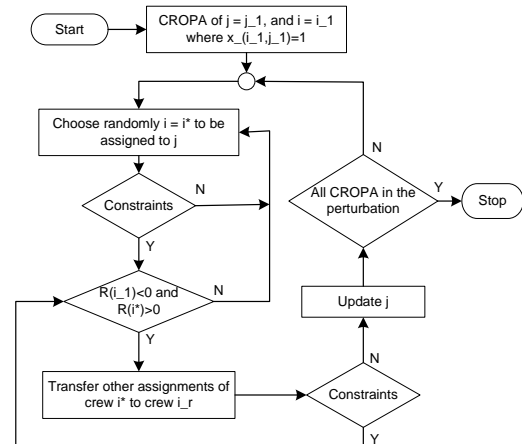 Start
CROPA of j = j_1, and i = i_1
where x_(i_1,j_1)=1
Choose randomly i = i* to be
assigned to j
N
Constraints
N
All CROPA in the
perturbation
Y
Stop
Y
R(i_1)<0 and
R(i*)>0
N
Update j
Y
N
Transfer other assignments of
crew i* to crew i_r
Constraints
Y